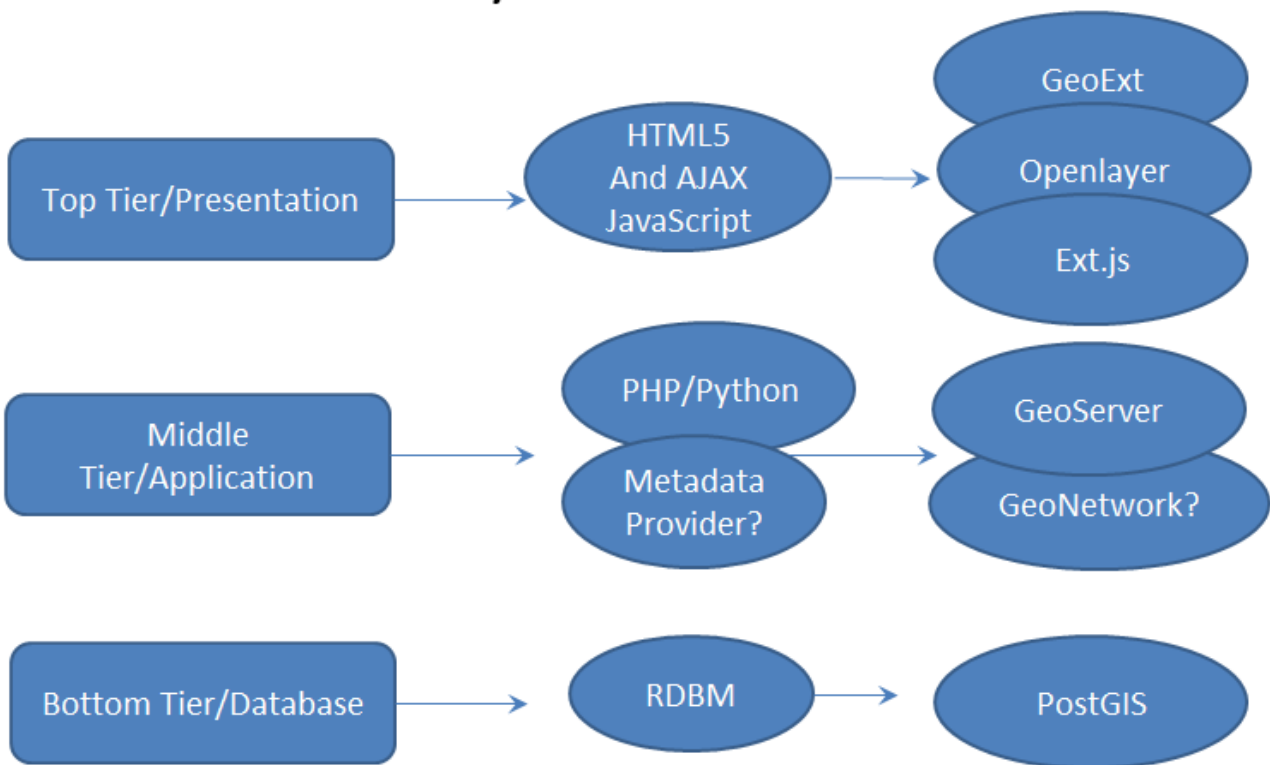 Top Tier/Presentation
HTML5
And AJAX
JavaScript
GeoExt
Openlayer
Ext.js
Middle
Tier/Application
PHP/Python
Metadata
Provider?
GeoServer
GeoNetwork?
Bottom Tier/Database
RDBM
PostGIS